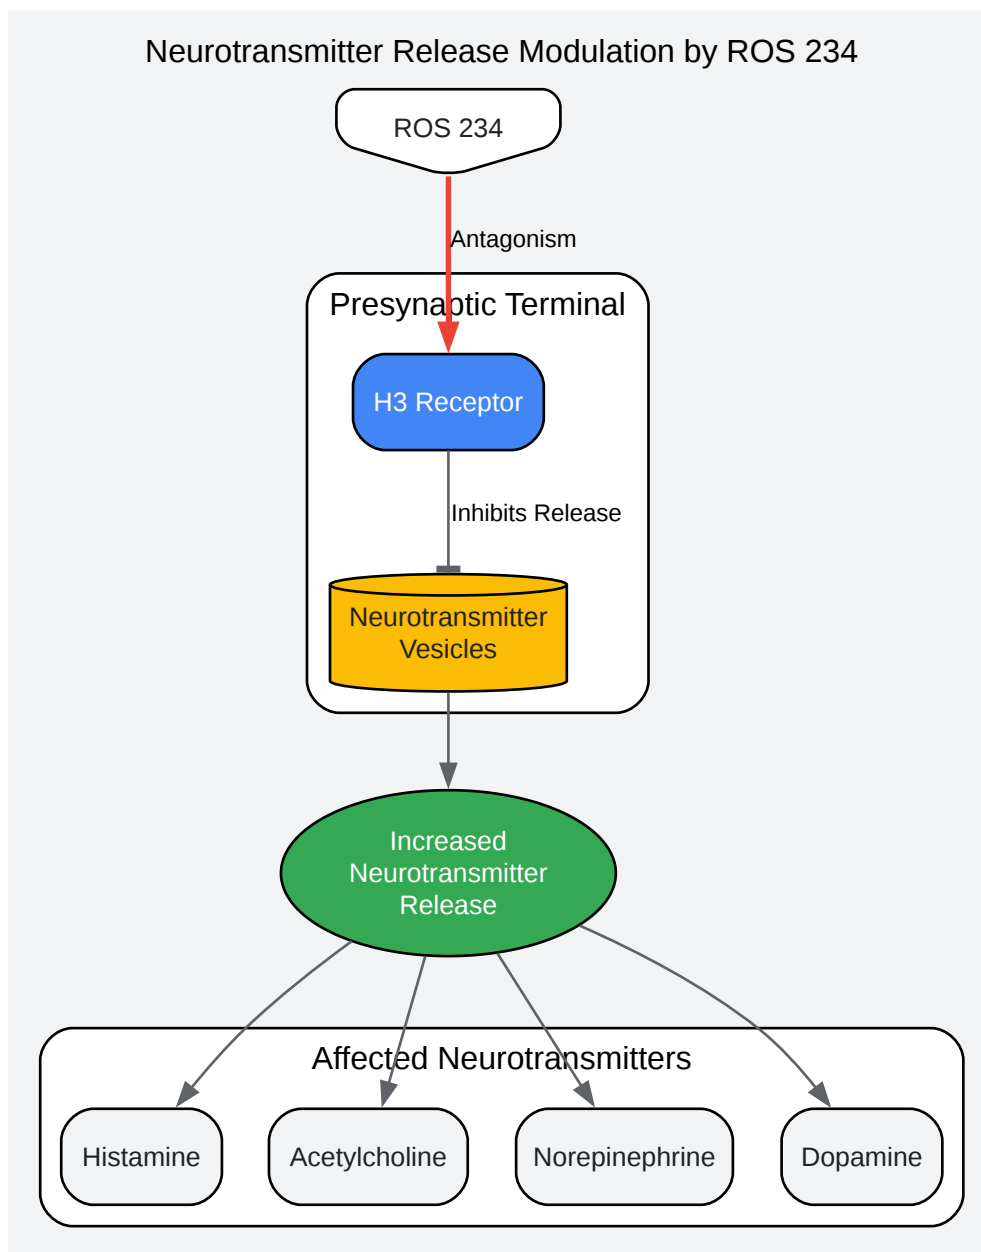 Neurotransmitter Release Modulation by ROS 234
ROS 234
Antagonism
Presynaptic Terminal
H3 Receptor
Inhibits Release
Neurotransmitter
Vesicles
Increased
Neurotransmitter
Release
Affected Neurotransmitters
Histamine
Acetylcholine
Norepinephrine
Dopamine